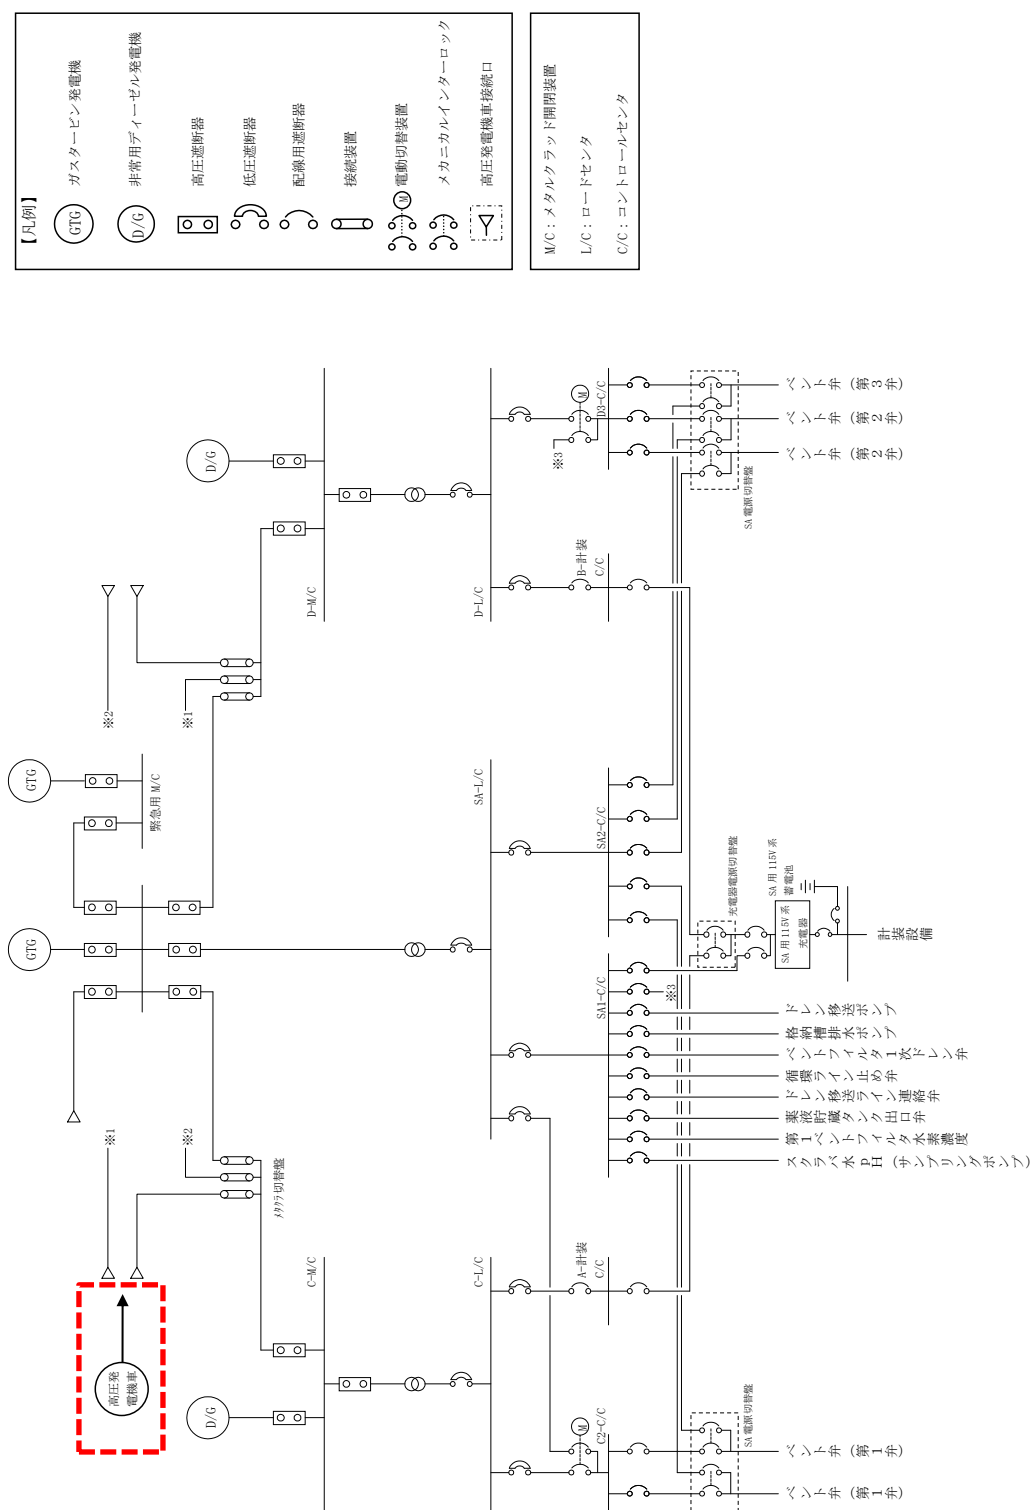 【凡例】
GTG ガスタービン発電機
D/G 非常用ディーゼル発電機
高圧遮断器
低圧遮断器
配線用遮断器
接続装置
M 電動切替装置
メカニカルインターロック
高圧発電機車接続口
M/C：メタルクラッド開閉装置
L/C：ロードセンタ
C/C：コントロールセンタ
高圧発
電機車
※1
※2
GTG
GTG
緊急用 M/C
※2
※1
メタクラ切替盤
D/G
D/G
C-M/C
D-M/C
C-L/C
SA-L/C
D-L/C
M
C2-C/C
A-計装
C/C
SA1-C/C
※3
SA2-C/C
B-計装
C/C
※3
M
D3-C/C
SA電源切替盤
充電器電源切替盤
SA 用 115V 系
充電器
SA 用 115V 系
蓄電池
SA電源切替盤
ベント弁（第１弁）
ベント弁（第１弁）
スクラバ水 pH（サンプリングポンプ）
第１ベントフィルタ水素濃度
薬液貯蔵タンク出口弁
ドレン移送ライン連絡弁
循環ライン止め弁
ベントフィルタ１次ドレン弁
格納槽排水ポンプ
ドレン移送ポンプ
計装設備
ベント弁（第２弁）
ベント弁（第２弁）
ベント弁（第３弁）